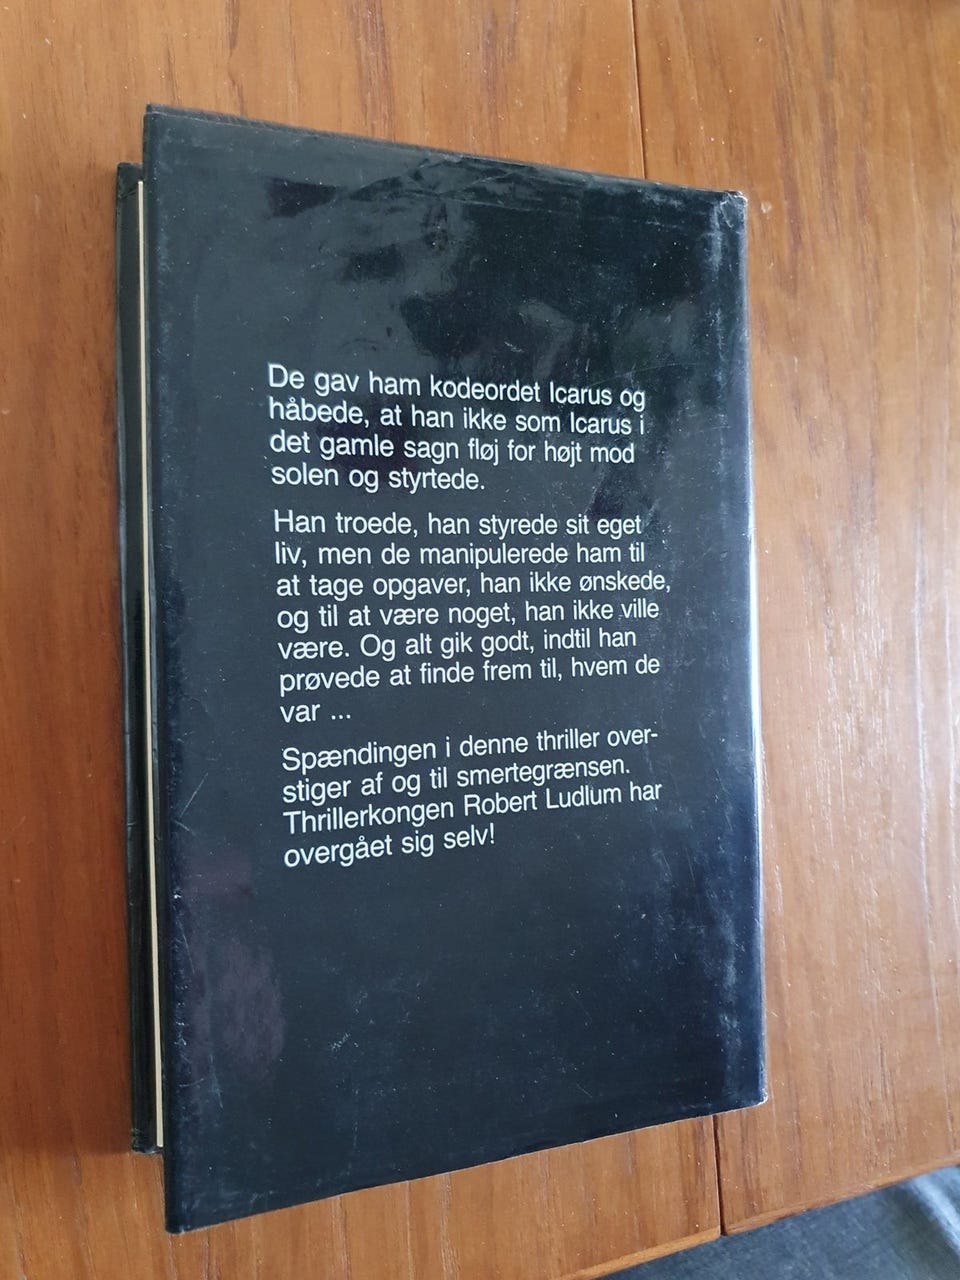 De gav ham kodeordet Icarus og
håbede, at han ikke som Icarus i
det gamle sagn fløj for højt mod
solen og styrtede.
Han troede, han styrede sit eget
liv, men de manipulerede ham til
at tage opgaver, han ikke ønskede,
og til at være noget, han ikke ville
være. Og alt gik godt, indtil han
prøvede at finde frem til, hvem de
var ...
Spændingen i denne thriller over-
stiger af og til smertegrænsen.
Thrillerkongen Robert Ludlum har
overgået sig selv!